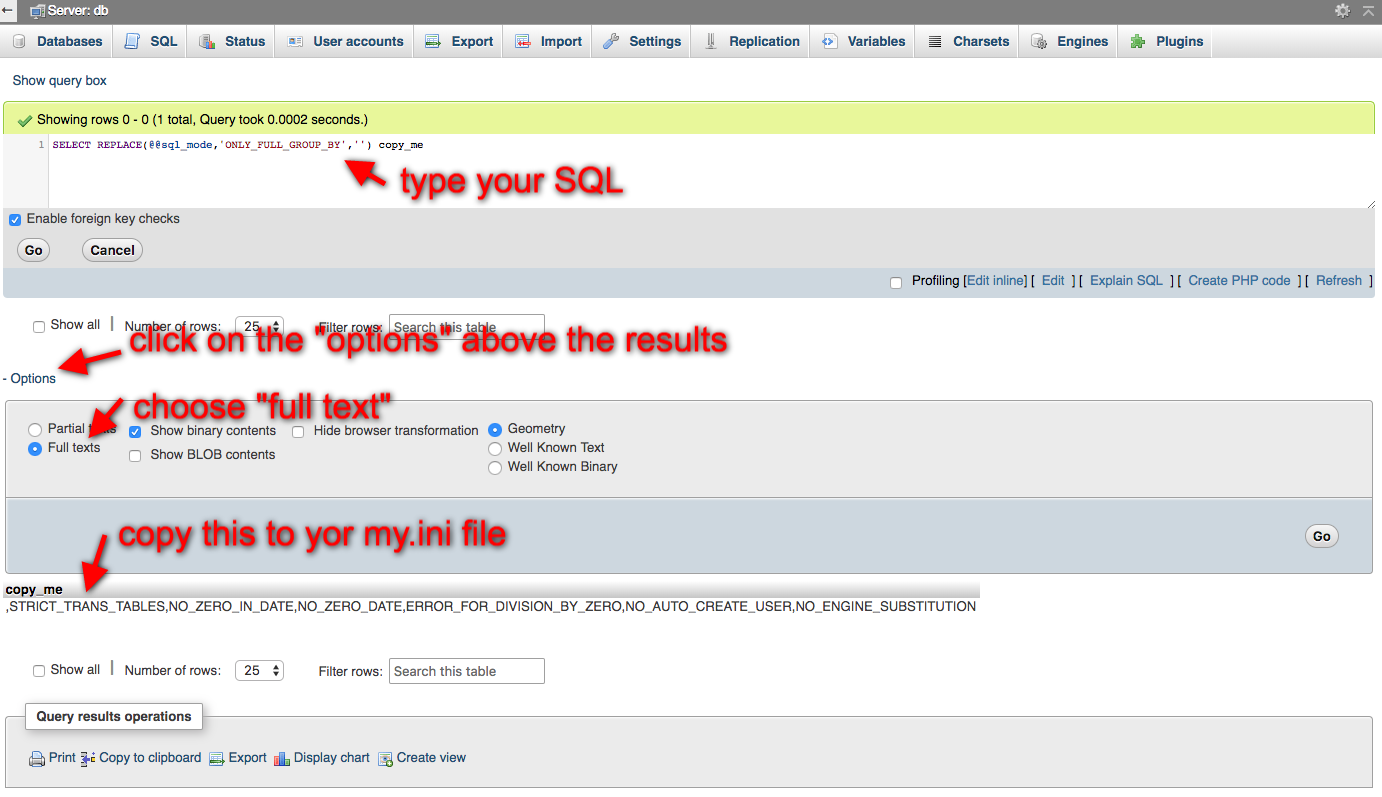 Server: db
Databases SQL Status User accounts Export Import Settings Replication Variables Charsets Engines Plugins
Show query box
Showing rows 0 - 0 (1 total, Query took 0.0002 seconds.)
1 SELECT REPLACE(@@sql_mode,'ONLY_FULL_GROUP_BY','') copy_me
type your SQL
Enable foreign key checks
Go Cancel
Profiling [Edit inline] [ Edit ] [ Explain SQL ] [ Create PHP code ] [ Refresh ]
Show all | Number of rows: 25 Filter rows: Search this table
click on the "options" above the results
- Options
choose "full text"
Partial texts Show binary contents Hide browser transformation Geometry
Full texts Show BLOB contents Well Known Text
Well Known Binary
copy this to yor my.ini file
Go
copy_me
,STRICT_TRANS_TABLES,NO_ZERO_IN_DATE,NO_ZERO_DATE,ERROR_FOR_DIVISION_BY_ZERO,NO_AUTO_CREATE_USER,NO_ENGINE_SUBSTITUTION
Show all | Number of rows: 25 Filter rows: Search this table
Query results operations
Print Copy to clipboard Export Display chart Create view